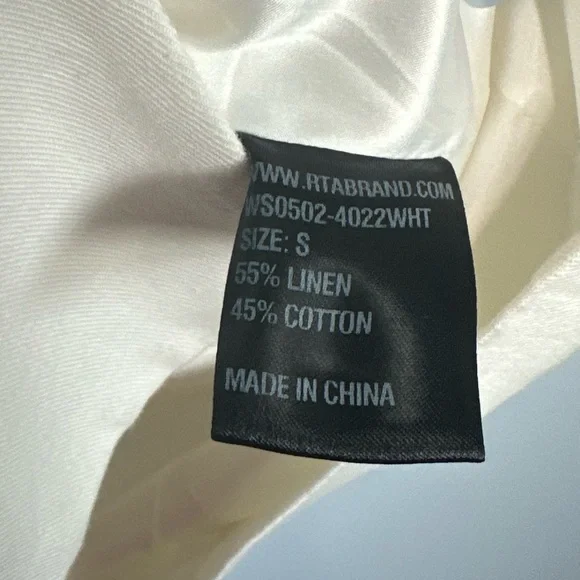 WWW.RTABRAND.COM
WS0502-4022WHT
SIZE: S
55% LINEN
45% COTTON
MADE IN CHINA